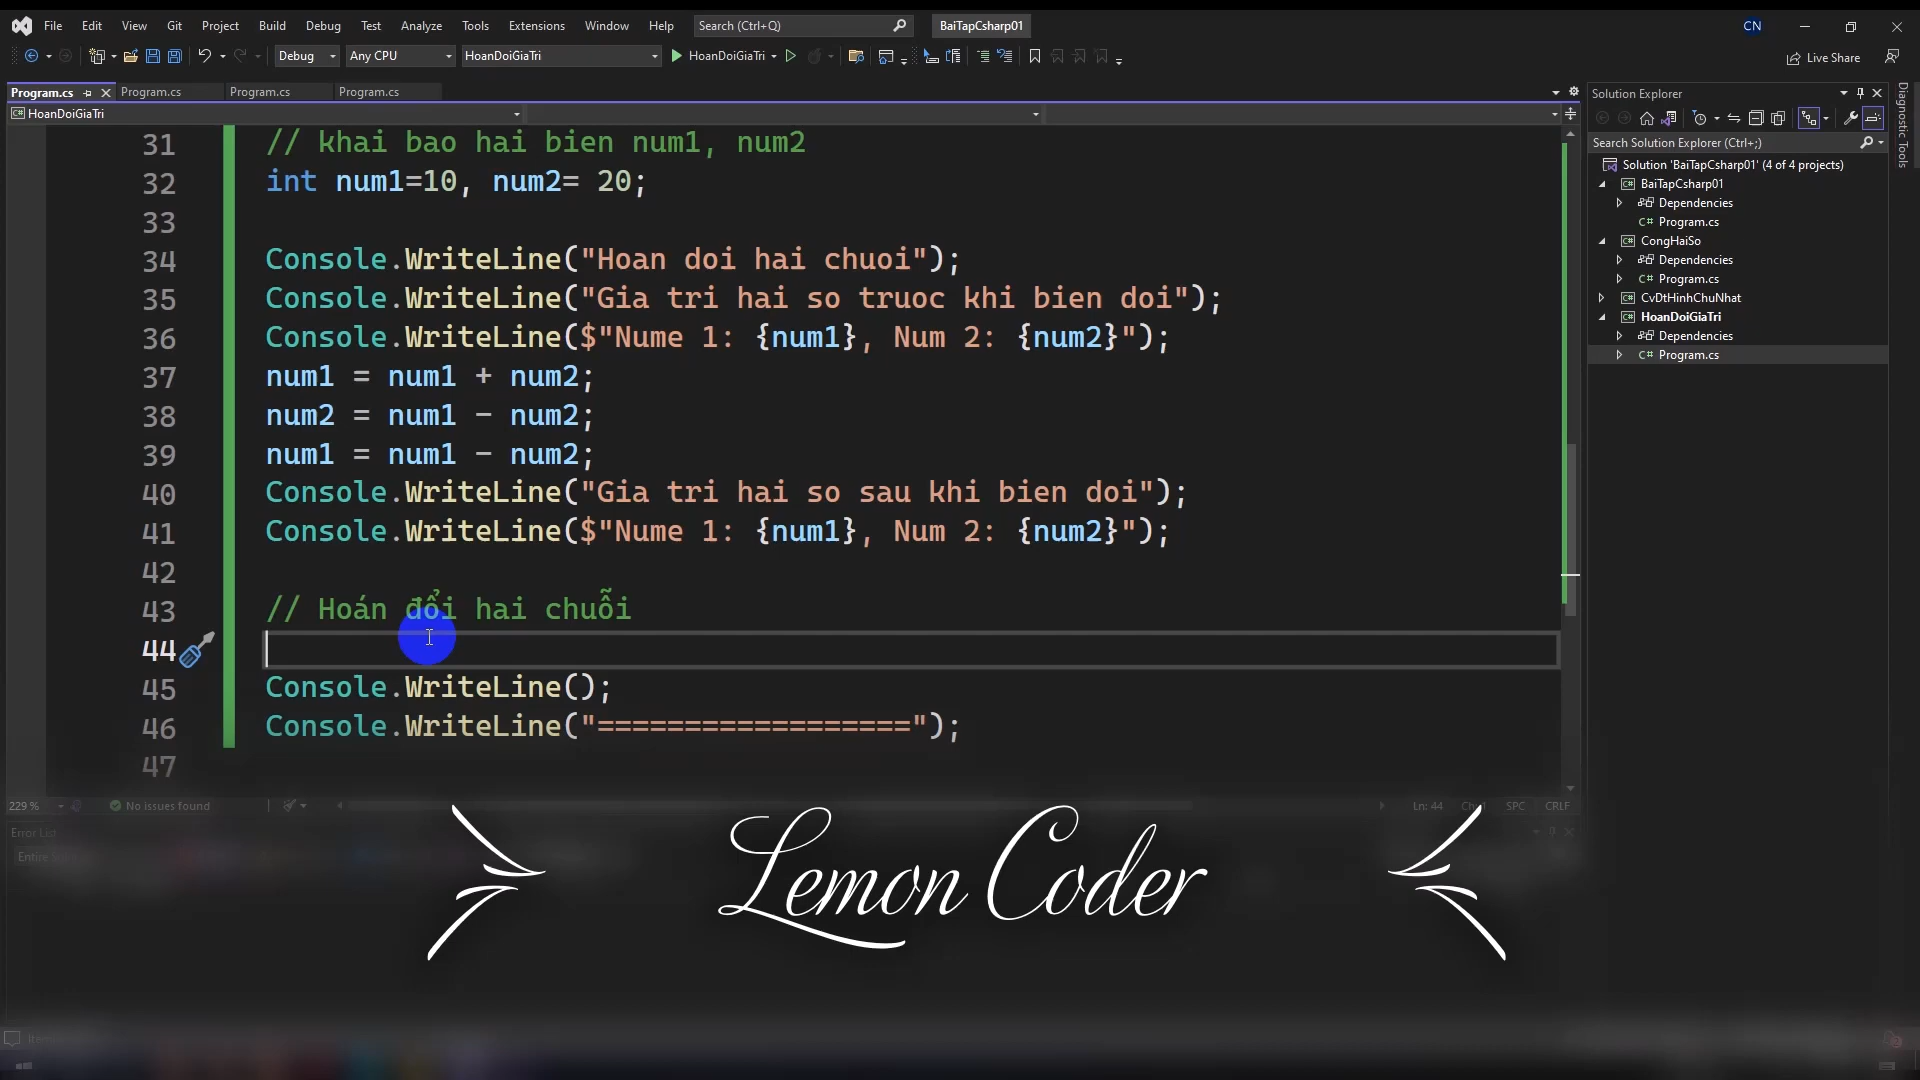 File Edit View Git Project Build Debug Test Analyze Tools Extensions Window Help Search (Ctrl+Q) BaiTapCsharp01 CN
Debug Any CPU HoanDoiGiaTri HoanDoiGiaTri Live Share
Program.cs Program.cs Program.cs Program.cs
C# HoanDoiGiaTri
31 // khai bao hai bien num1, num2
32 int num1=10, num2= 20;
33
34 Console.WriteLine("Hoan doi hai chuoi");
35 Console.WriteLine("Gia tri hai so truoc khi bien doi");
36 Console.WriteLine($"Nume 1: {num1}, Num 2: {num2}");
37 num1 = num1 + num2;
38 num2 = num1 - num2;
39 num1 = num1 - num2;
40 Console.WriteLine("Gia tri hai so sau khi bien doi");
41 Console.WriteLine($"Nume 1: {num1}, Num 2: {num2}");
42
43 // Hoán đổi hai chuỗi
44
45 Console.WriteLine();
46 Console.WriteLine("==================");
47
229 % No issues found Ln: 44 SPC CRLF
Error List
Lemon Coder
Solution Explorer
Search Solution Explorer (Ctrl+;)
Solution 'BaiTapCsharp01' (4 of 4 projects)
C# BaiTapCsharp01
Dependencies
C# Program.cs
C# CongHaiSo
Dependencies
C# Program.cs
C# CvDtHinhChuNhat
C# HoanDoiGiaTri
Dependencies
C# Program.cs
Diagnostic Tools